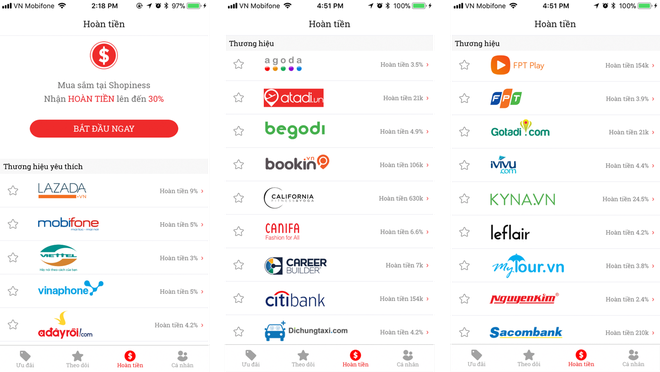 VN Mobifone 2:18 PM 97%
Hoàn tiền
$
Mua sắm tại Shopiness
Nhận HOÀN TIỀN lên đến 30%
BẮT ĐẦU NGAY
Thương hiệu yêu thích
LAZADA Hoàn tiền 9%
mobifone Hoàn tiền 5%
VIETTEL Hoàn tiền 3%
vinaphone Hoàn tiền 5%
adayroi.com Hoàn tiền 4.2%
Ưu đãi Theo dõi Hoàn tiền Cá nhân
VN Mobifone 4:51 PM 100%
Hoàn tiền
Thương hiệu
agoda Hoàn tiền 3.5%
atadi.vn Hoàn tiền 21k
begodi Hoàn tiền 4.9%
bookin.vn Hoàn tiền 106k
CALIFORNIA Hoàn tiền 630k
CANIFA
Fashion for All Hoàn tiền 6.6%
CAREER
BUILDER Hoàn tiền 7k
citibank Hoàn tiền 154k
Dichungtaxi.com Hoàn tiền 4.2%
Ưu đãi Theo dõi Hoàn tiền Cá nhân
VN Mobifone 4:51 PM 100%
Hoàn tiền
Thương hiệu
FPT Play Hoàn tiền 154k
FPT Hoàn tiền 3.9%
Goladi.com Hoàn tiền 21k
iVIVU.com Hoàn tiền 4.4%
KYNA.VN Hoàn tiền 24.5%
leflair Hoàn tiền 4.2%
mytour.vn Hoàn tiền 3.8%
NGUYENKIM Hoàn tiền 2.4%
Sacombank Hoàn tiền 210k
Ưu đãi Theo dõi Hoàn tiền Cá nhân